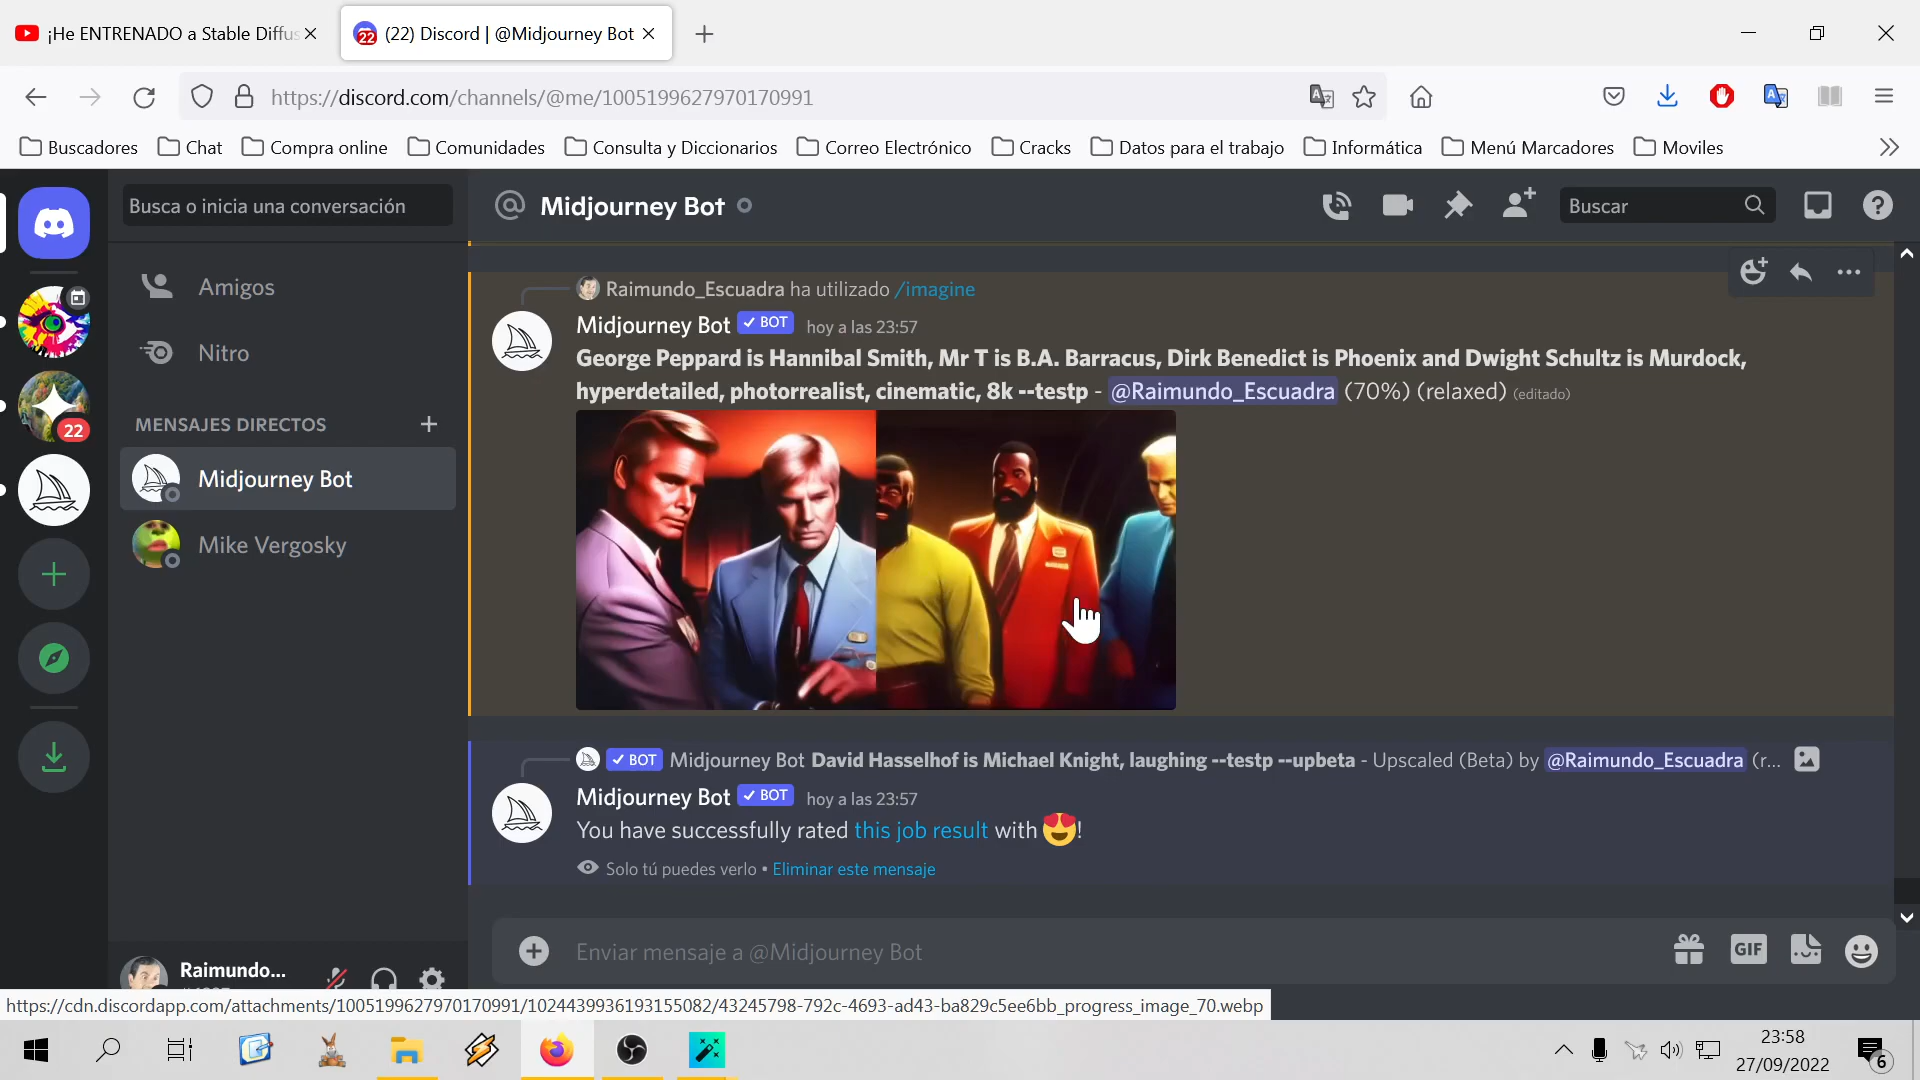 ¡He ENTRENADO a Stable Diffus
(22) Discord | @Midjourney Bot
https://discord.com/channels/@me/1005199627970170991
Buscadores
Chat
Compra online
Comunidades
Consulta y Diccionarios
Correo Electrónico
Cracks
Datos para el trabajo
Informática
Menú Marcadores
Moviles
Busca o inicia una conversación
Midjourney Bot
Buscar
Amigos
Nitro
MENSAJES DIRECTOS
Midjourney Bot
Mike Vergosky
22
Raimundo_Escuadra ha utilizado /imagine
Midjourney Bot BOT hoy a las 23:57
George Peppard is Hannibal Smith, Mr T is B.A. Barracus, Dirk Benedict is Phoenix and Dwight Schultz is Murdock,
hyperdetailed, photorrealist, cinematic, 8k --testp - @Raimundo_Escuadra (70%) (relaxed) (editado)
BOT Midjourney Bot David Hasselhof is Michael Knight, laughing --testp --upbeta - Upscaled (Beta) by @Raimundo_Escuadra (r...
Midjourney Bot BOT hoy a las 23:57
You have successfully rated this job result with 😍!
Solo tú puedes verlo • Eliminar este mensaje
Enviar mensaje a @Midjourney Bot
GIF
Raimundo...
https://cdn.discordapp.com/attachments/1005199627970170991/1024439936193155082/43245798-792c-4693-ad43-ba829c5ee6bb_progress_image_70.webp
23:58
27/09/2022
6